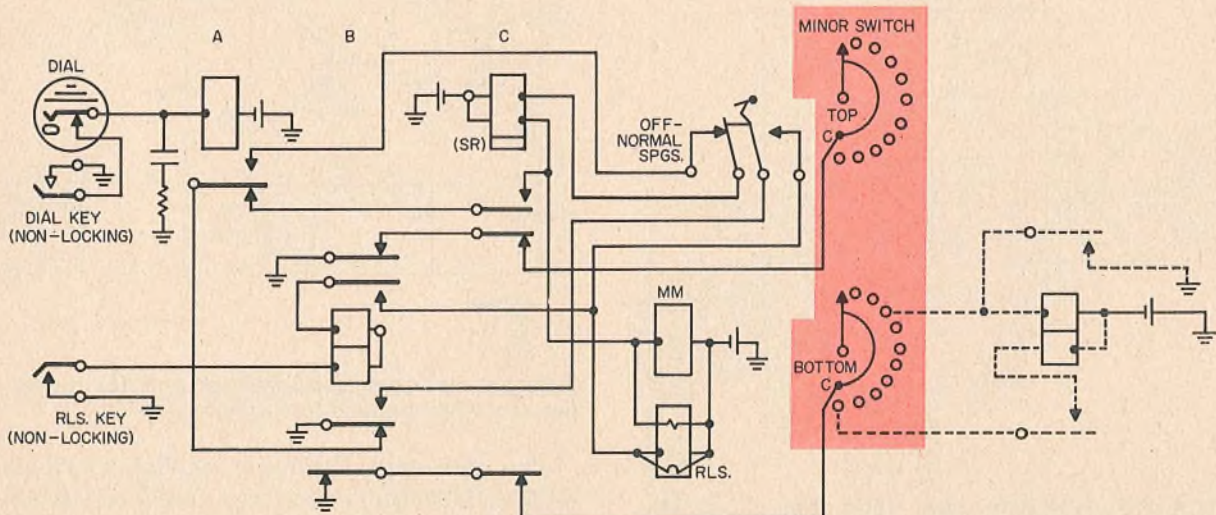 A
B
C
MINOR SWITCH
DIAL
TOP
C
(SR)
OFF-
NORMAL
SPGS.
DIAL KEY
(NON-LOCKING)
MM
BOTTOM
C
RLS. KEY
(NON-LOCKING)
RLS.